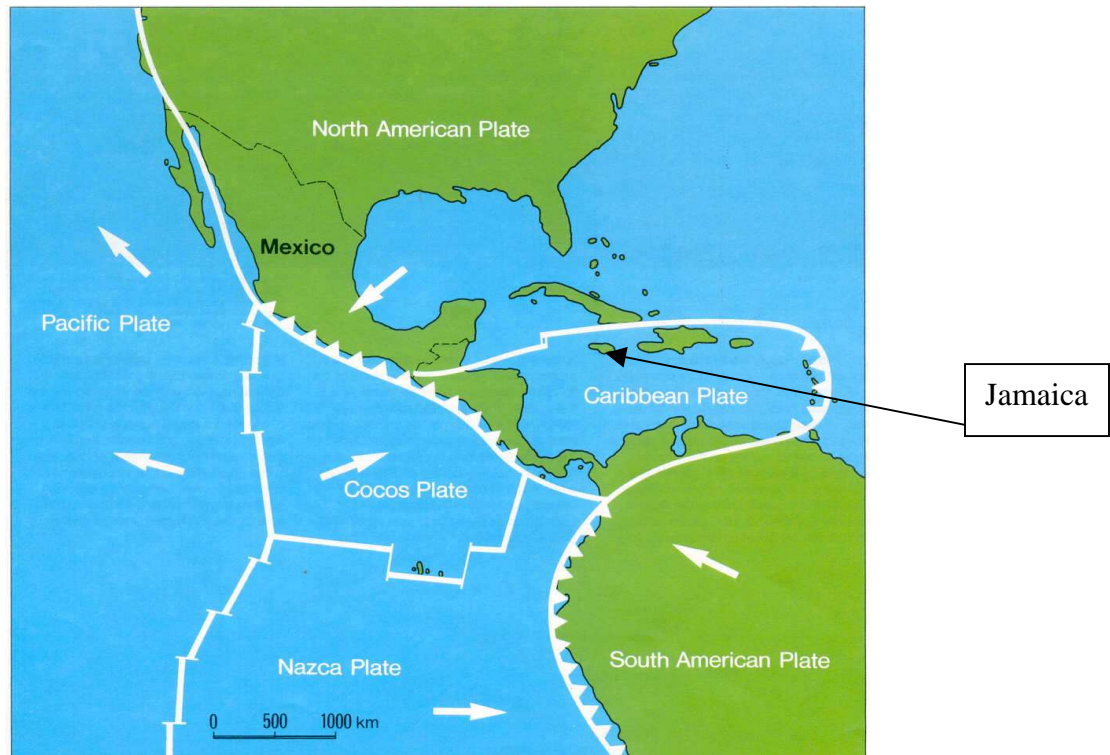 North American Plate
Mexico
Pacific Plate
Caribbean Plate
Jamaica
Cocos Plate
Nazca Plate
South American Plate
0 500 1000 km